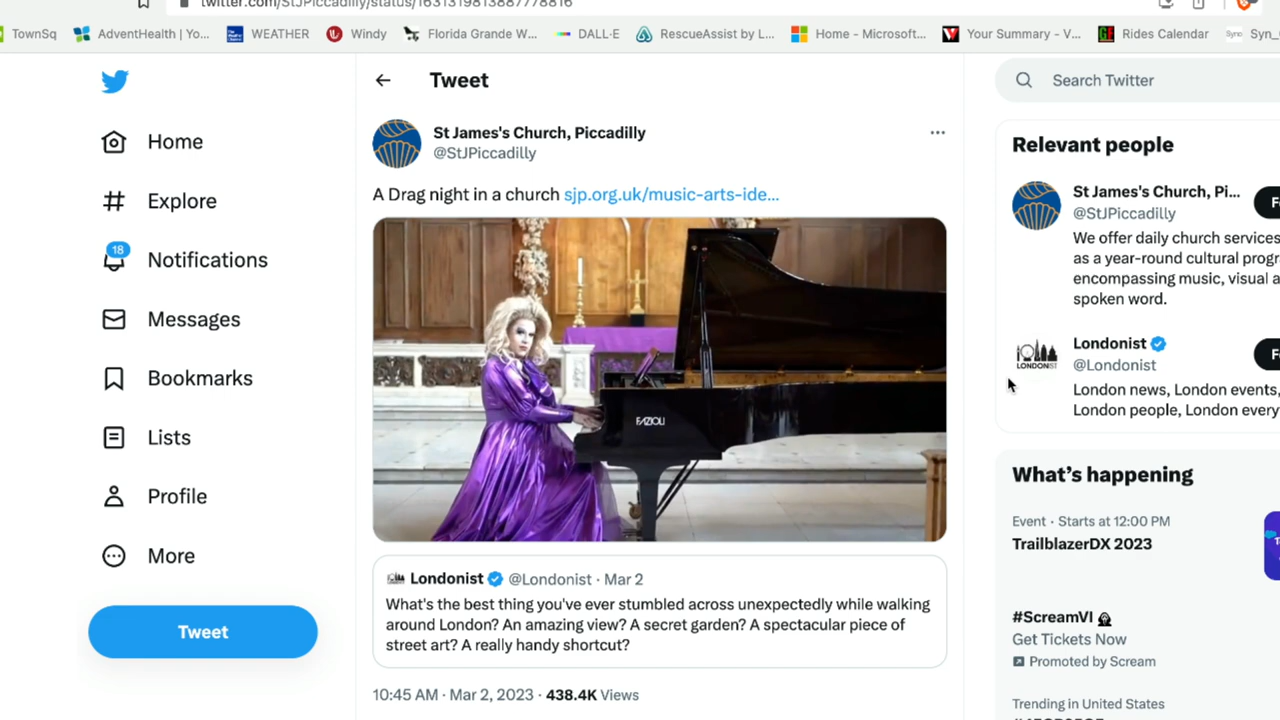 twitter.com/StJPiccadilly/status/1631319813887778816
TownSq
AdventHealth | Yo...
WEATHER
Windy
Florida Grande W...
DALL·E
RescueAssist by L...
Home - Microsoft...
Your Summary - V...
Rides Calendar
Tweet
Search Twitter
Home
Explore
18
Notifications
Messages
Bookmarks
Lists
Profile
More
Tweet
St James's Church, Piccadilly
@StJPiccadilly
A Drag night in a church sjp.org.uk/music-arts-ide...
FAZIOLI
Londonist @Londonist · Mar 2
What's the best thing you've ever stumbled across unexpectedly while walking
around London? An amazing view? A secret garden? A spectacular piece of
street art? A really handy shortcut?
10:45 AM · Mar 2, 2023 · 438.4K Views
Relevant people
St James's Church, Pi...
@StJPiccadilly
We offer daily church services
as a year-round cultural progr
encompassing music, visual a
spoken word.
LONDONIST
Londonist
@Londonist
London news, London events,
London people, London every
What's happening
Event · Starts at 12:00 PM
TrailblazerDX 2023
#ScreamVI
Get Tickets Now
Promoted by Scream
Trending in United States